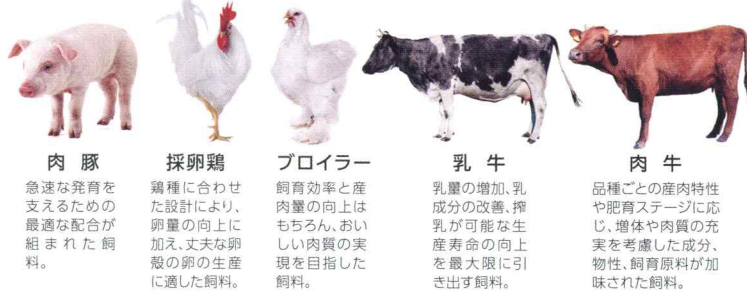 肉豚
急速な発育を
支えるための
最適な配合が
組まれた飼
料。
採卵鶏
鶏種に合わせ
た設計により、
卵量の向上に
加え、丈夫な卵
殻の卵の生産
に適した飼料。
ブロイラー
飼育効率と産
肉量の向上は
もちろん、おい
しい肉質の実
現を目指した
飼料。
乳牛
乳量の増加、乳
成分の改善、搾
乳が可能な生
産寿命の向上
を最大限に引
き出す飼料。
肉牛
品種ごとの産肉特性
や肥育ステージに応
じ、増体や肉質の充
実を考慮した成分、
物性、飼育原料が加
味された飼料。